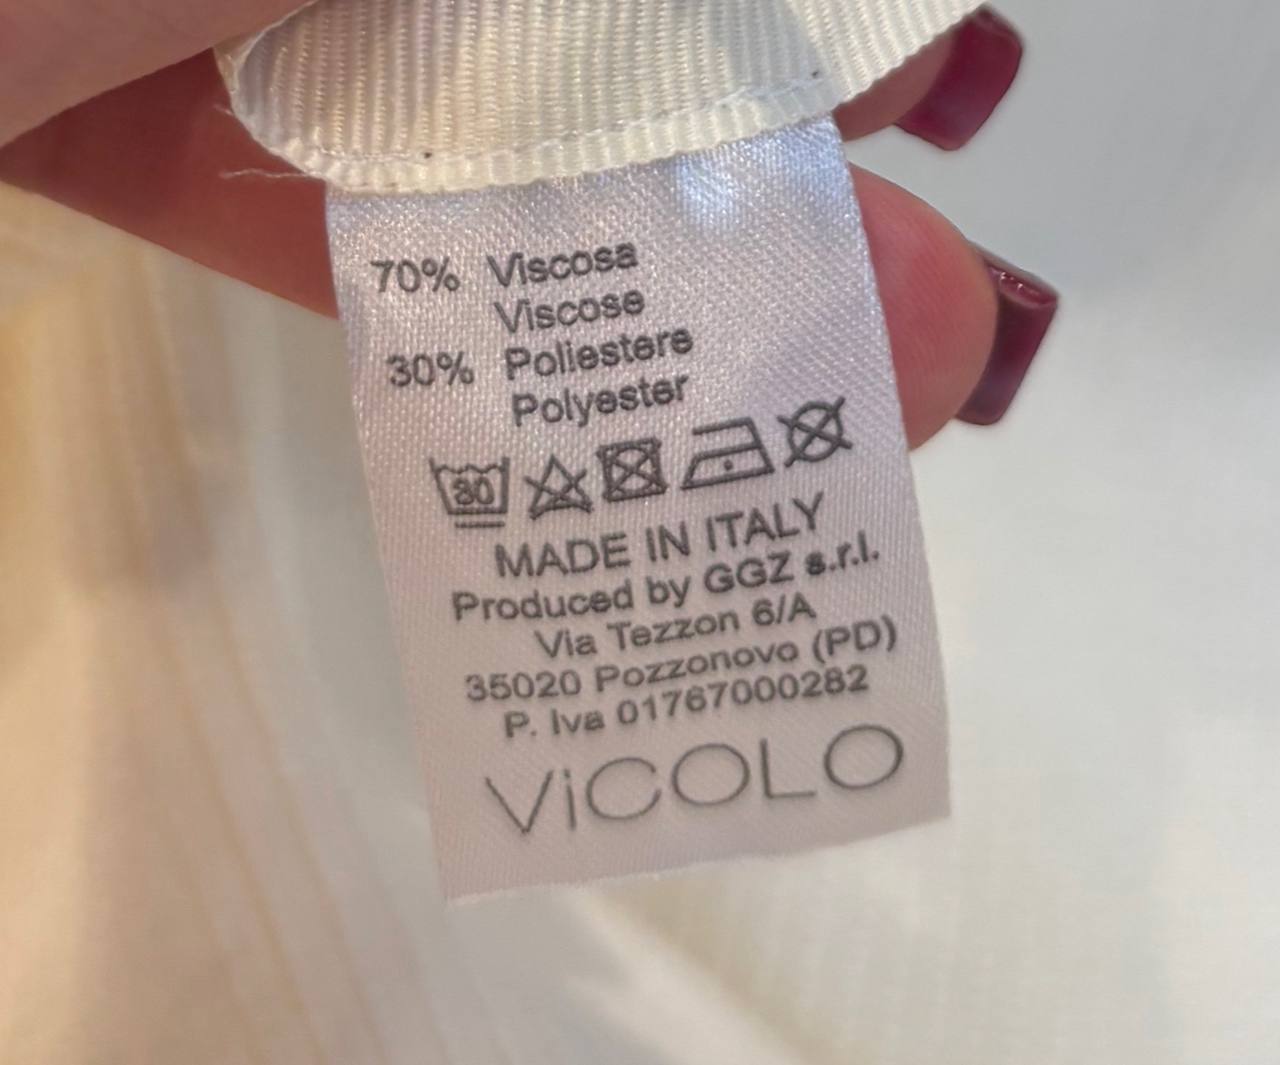 70% Viscosa
Viscose
30% Poliestere
Polyester
30
MADE IN ITALY
Produced by GGZ s.r.l.
Via Tezzon 6/A
35020 Pozzonovo (PD)
P. Iva 01767000282
ViCOLO